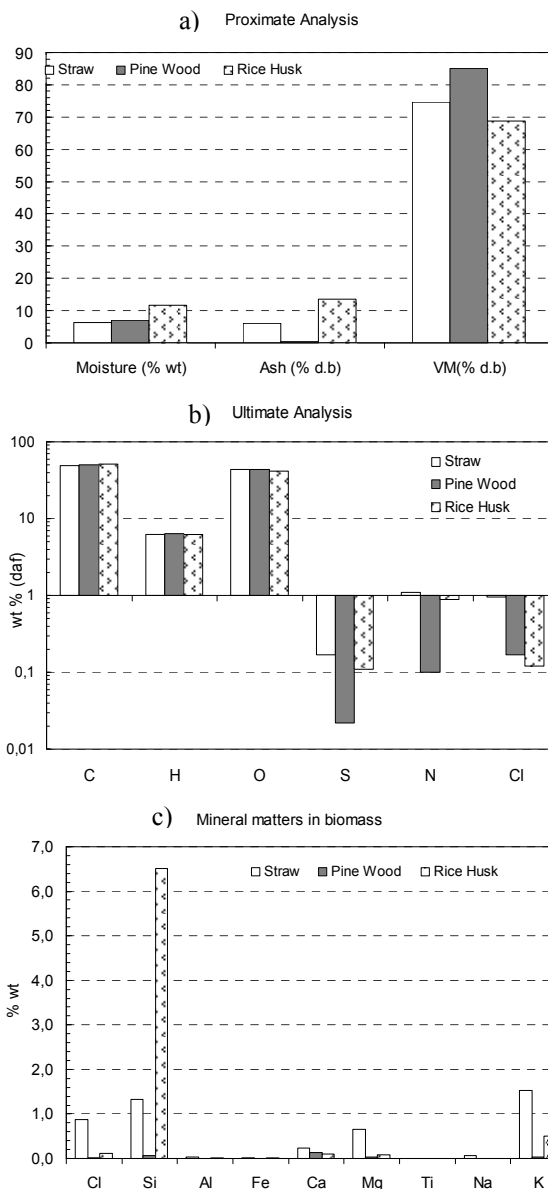 a) Proximate Analysis
90
80
70
60
50
40
30
20
10
0
Straw Pine Wood Rice Husk
Moisture (% wt) Ash (% d.b) VM(% d.b)
b) Ultimate Analysis
wt % (daf)
100
10
1
0,1
0,01
Straw
Pine Wood
Rice Husk
C H O S N Cl
c) Mineral matters in biomass
% wt
7,0
6,0
5,0
4,0
3,0
2,0
1,0
0,0
Straw Pine Wood Rice Husk
Cl Si Al Fe Ca Mg Ti Na K